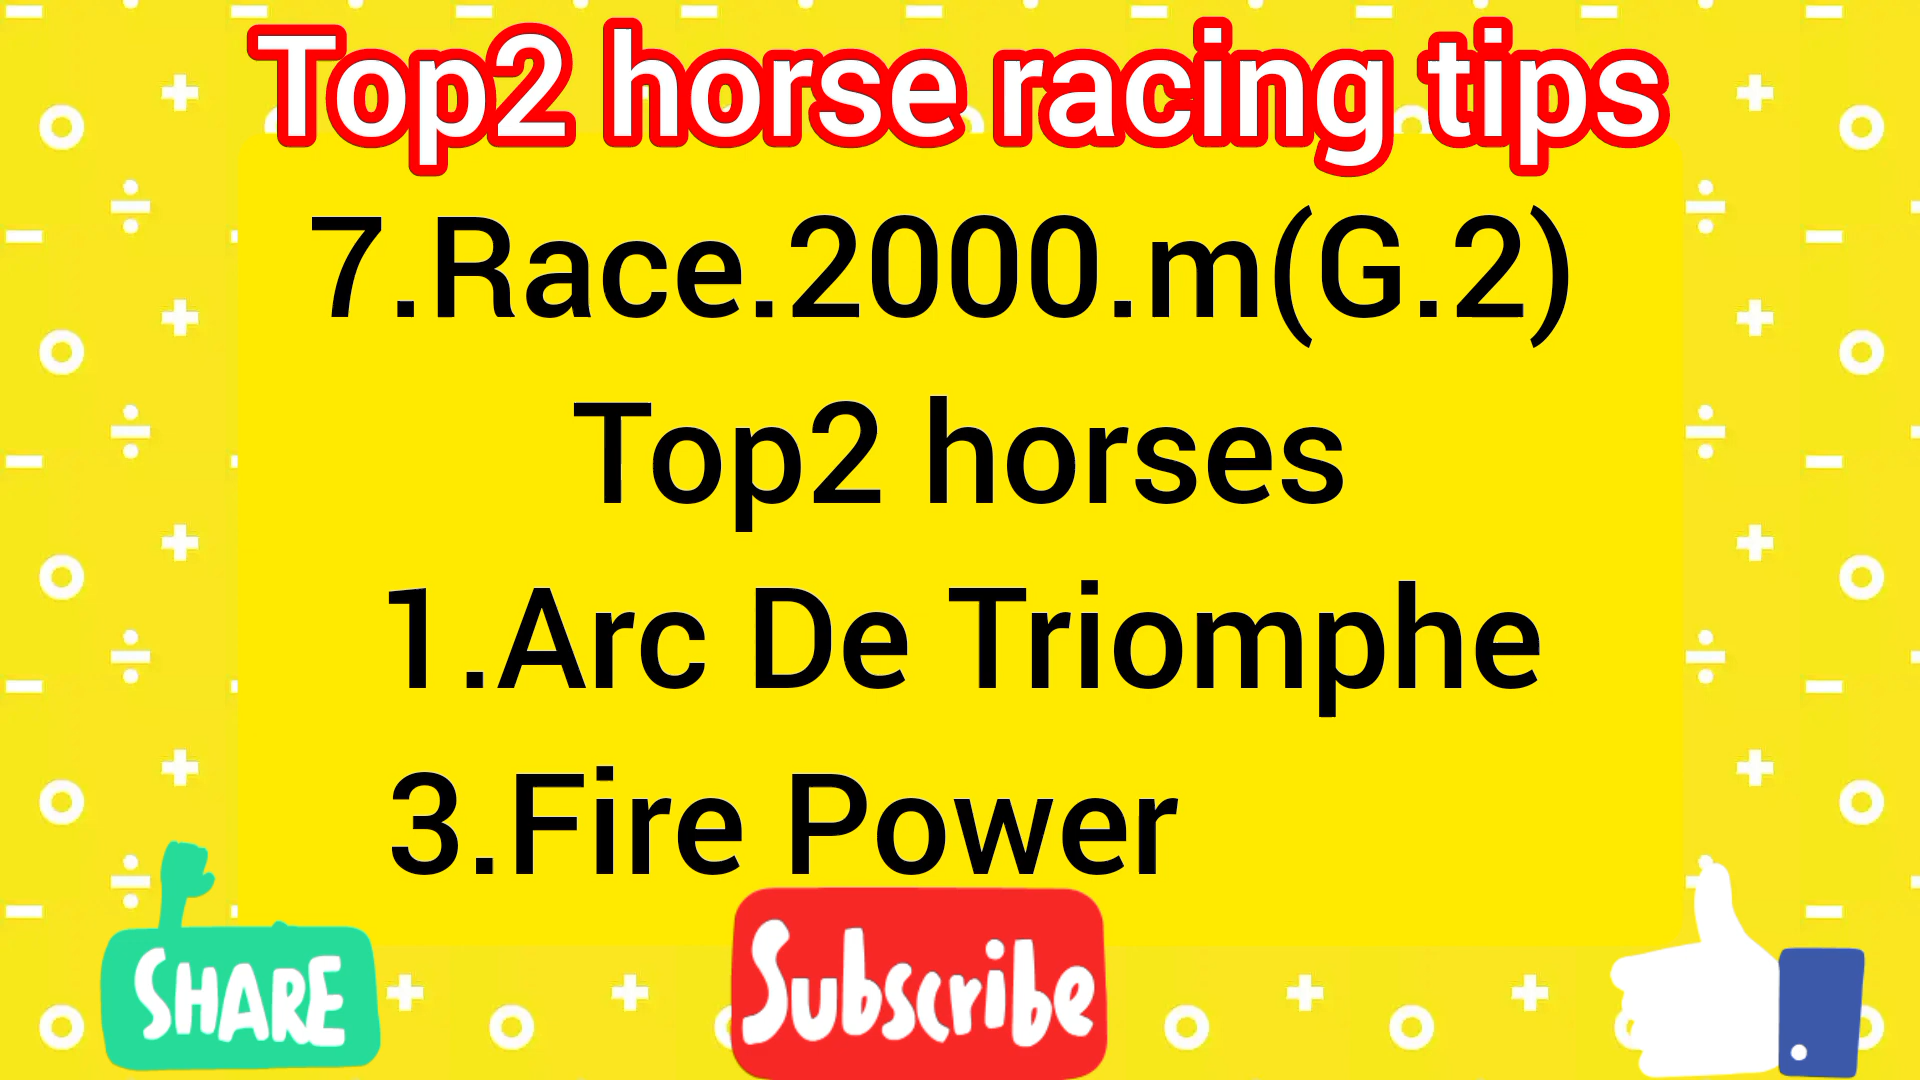 Top2 horse racing tips
7.Race.2000.m(G.2)
Top2 horses
1.Arc De Triomphe
3.Fire Power
SHARE
Subscribe